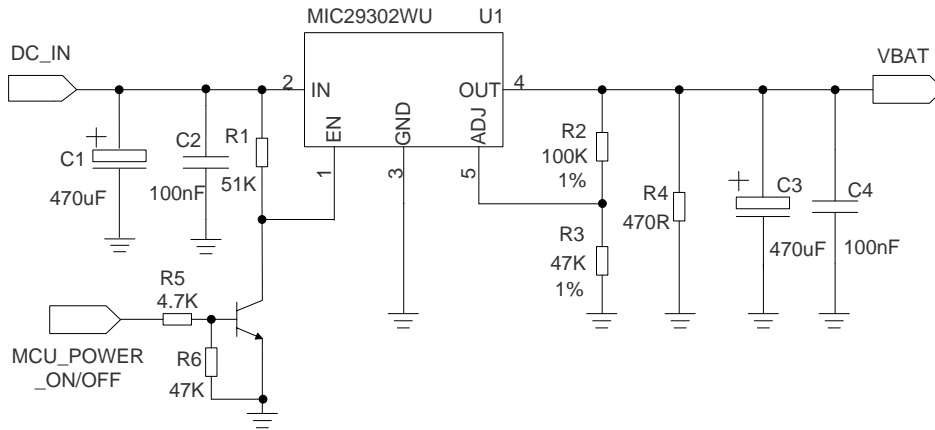 MIC29302WU U1
DC_IN
VBAT
2 IN
OUT 4
EN
GND
ADJ
1
3
5
+
C1
470uF
C2
100nF
R1
51K
R2
100K
1%
R3
47K
1%
R4
470R
+
C3
470uF
C4
100nF
R5
4.7K
MCU_POWER
_ON/OFF
R6
47K